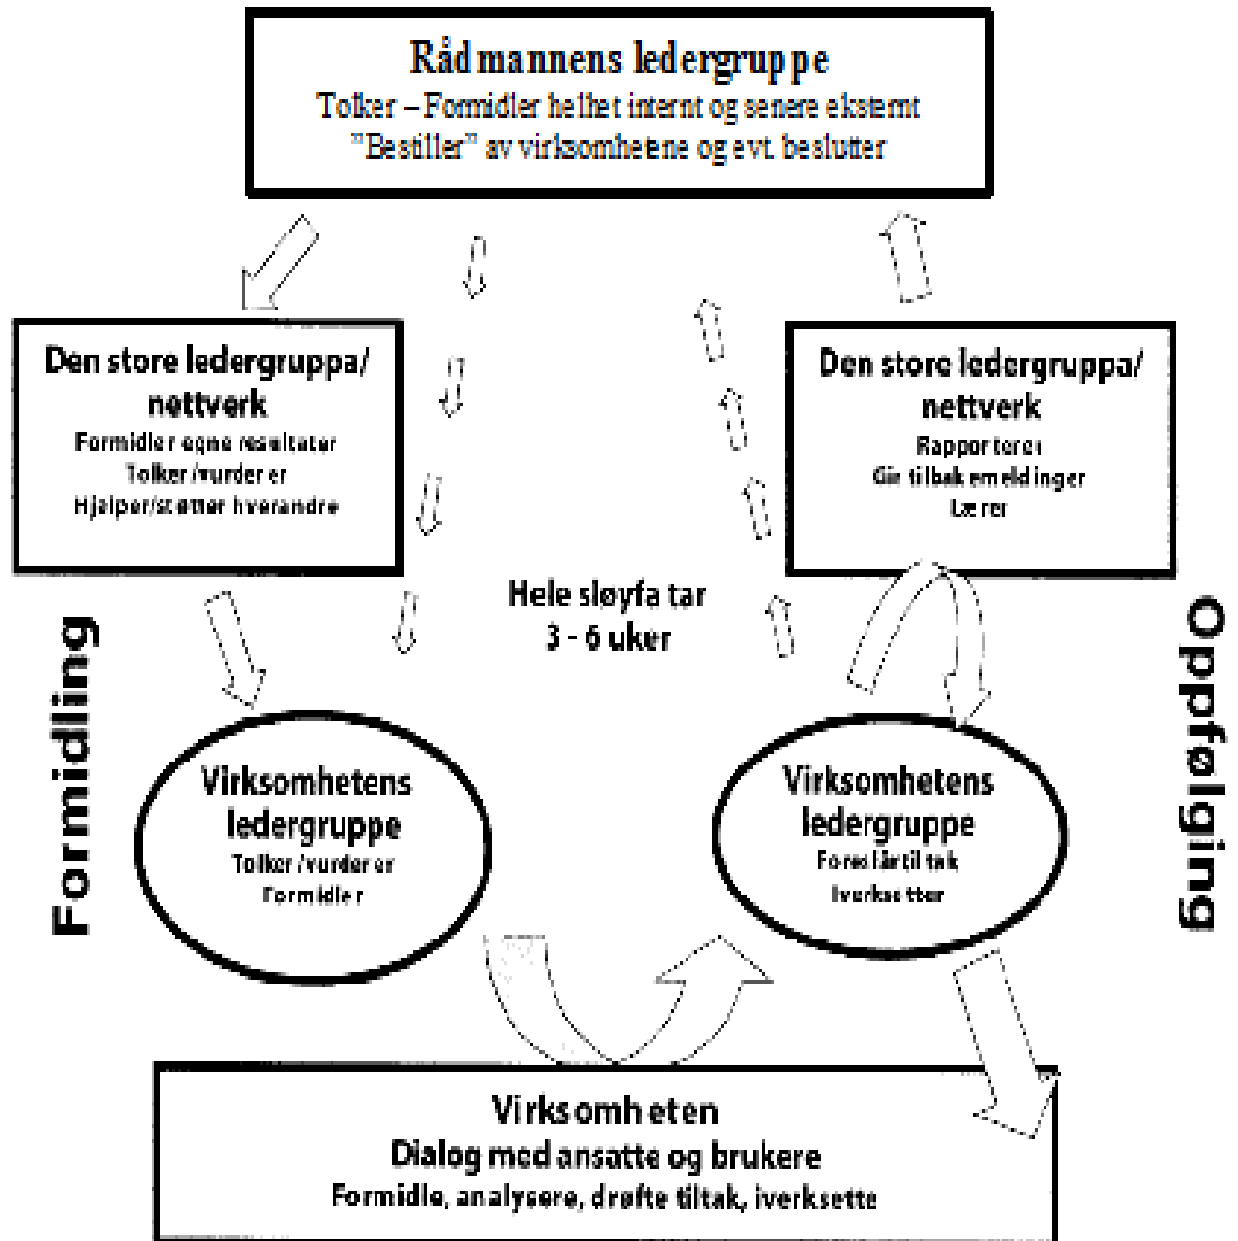 Rådmannens ledergruppe
Tolker – Formidler helhet internt og senere eksternt
”Bestiller” av virksomhetene og evt. beslutter
Den store ledergruppa/
nettverk
Formidler egne resultater
Tolker/vurderer
Hjelper/støtter hverandre
Den store ledergruppa/
nettverk
Rapporterer
Gir tilbakemeldinger
Lærer
Hele sløyfa tar
3 - 6 uker
Formidling
Oppfølging
Virksomhetens
ledergruppe
Tolker/vurderer
Formidler
Virksomhetens
ledergruppe
Foreslår tiltak
Iverksetter
Virksomheten
Dialog med ansatte og brukere
Formidle, analysere, drøfte tiltak, iverksette